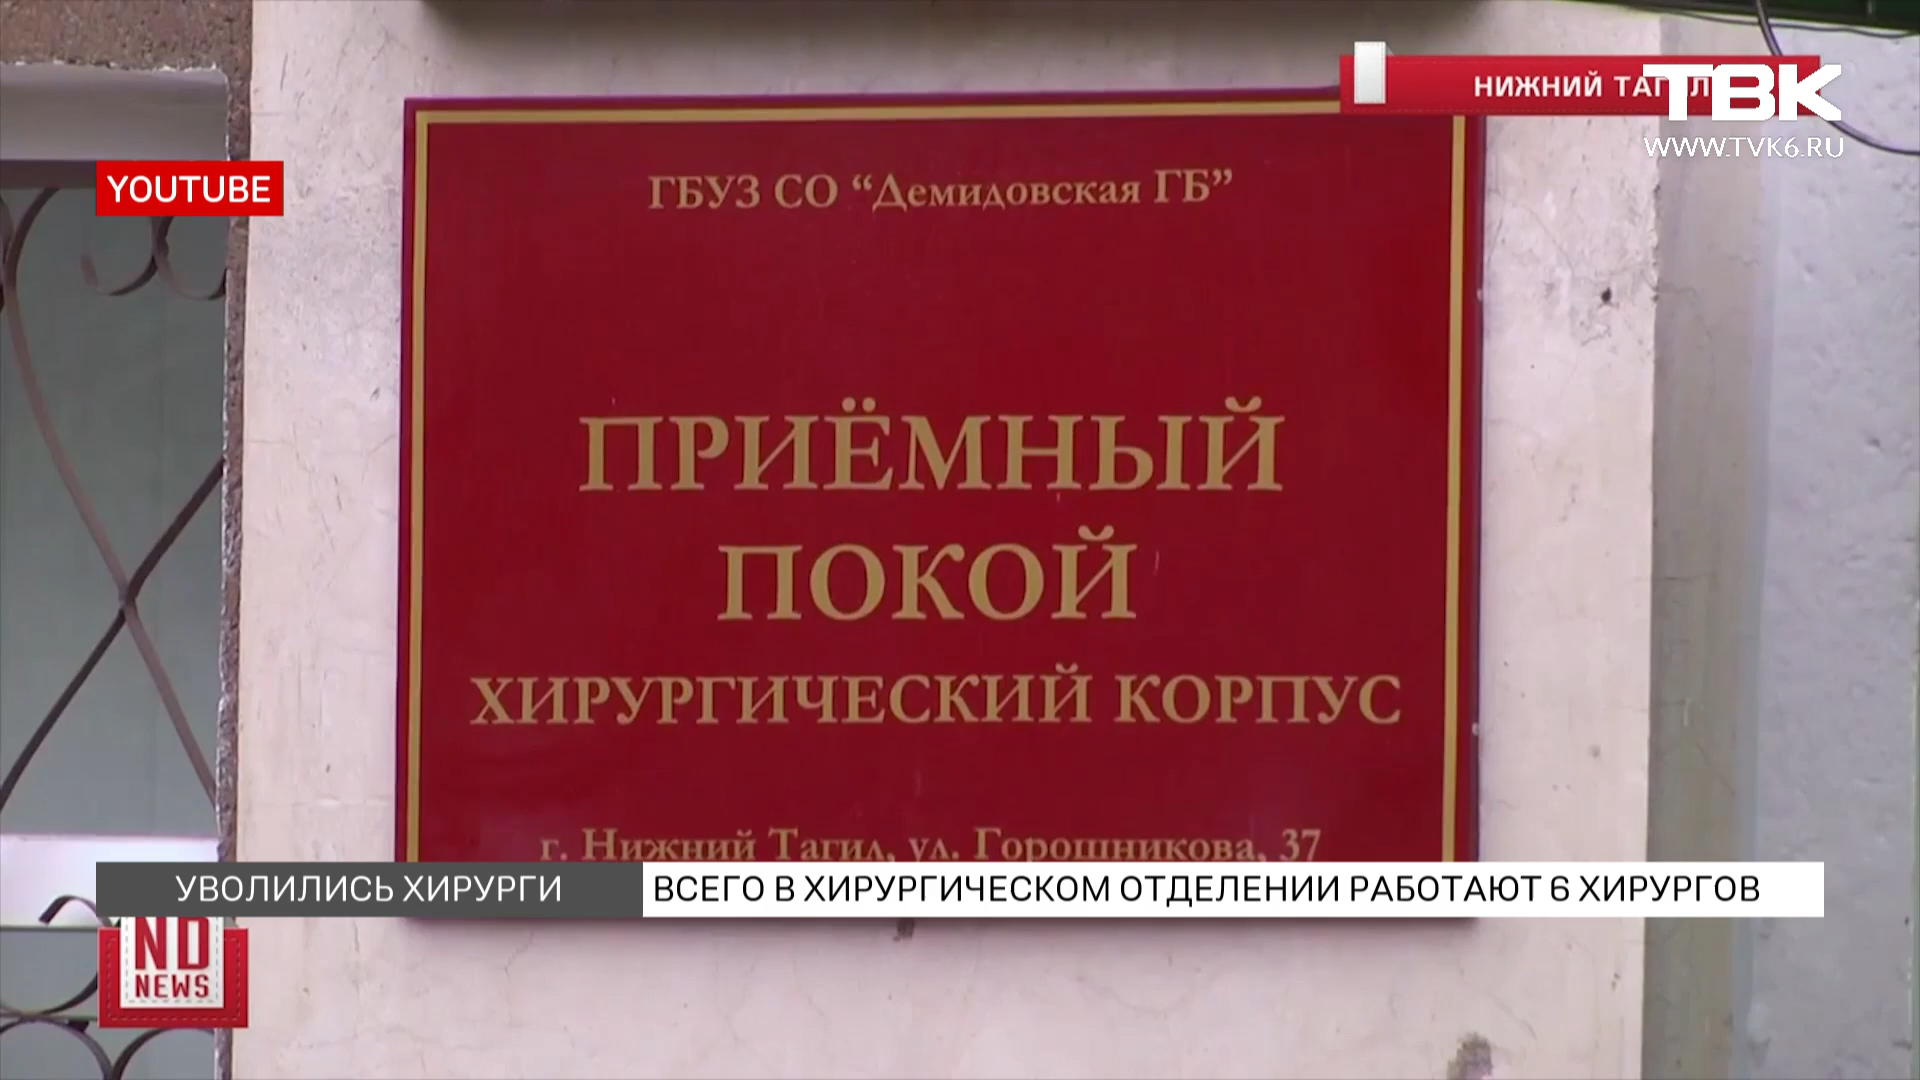 НИЖНИЙ ТАГИЛ
ТВК
WWW.TVK6.RU
YOUTUBE
ГБУЗ СО “Демидовская ГБ”
ПРИЁМНЫЙ
ПОКОЙ
ХИРУРГИЧЕСКИЙ КОРПУС
г. Нижний Тагил, ул. Горошникова, 37
УВОЛИЛИСЬ ХИРУРГИ
ВСЕГО В ХИРУРГИЧЕСКОМ ОТДЕЛЕНИИ РАБОТАЮТ 6 ХИРУРГОВ
ND
NEWS